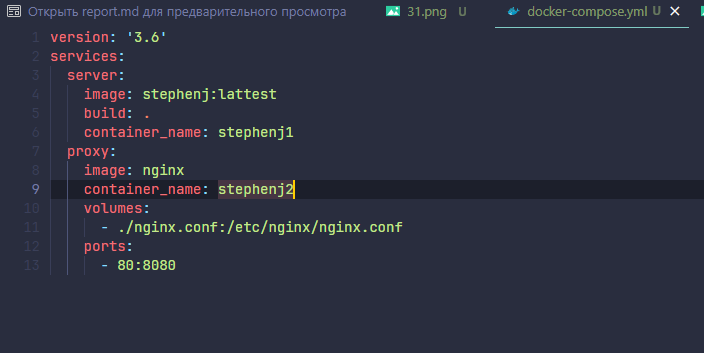 Открыть report.md для предварительного просмотра 31.png U docker-compose.yml U ×
1 version: '3.6'
2 services:
3   server:
4     image: stephenj:lattest
5     build: .
6     container_name: stephenj1
7   proxy:
8     image: nginx
9     container_name: stephenj2
10     volumes:
11       - ./nginx.conf:/etc/nginx/nginx.conf
12     ports:
13       - 80:8080